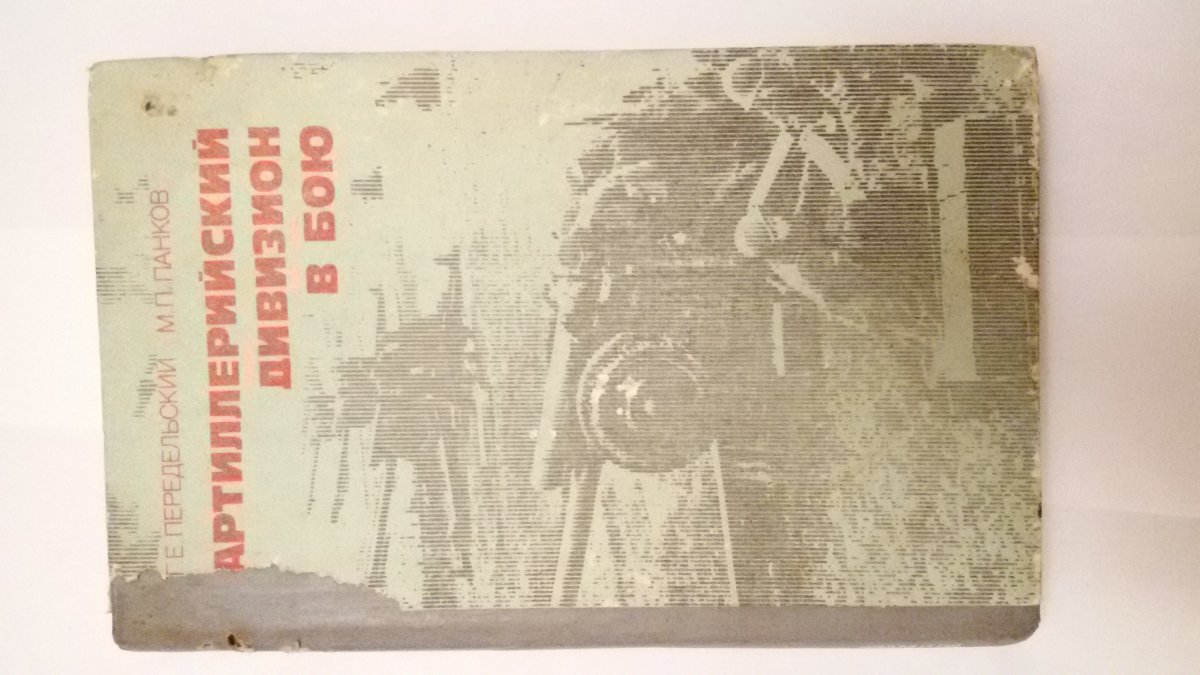 Г.Е.ПЕРЕДЕЛЬСКИЙ М.П.ПАНКОВ
АРТИЛЛЕРИЙСКИЙ
ДИВИЗИОН
В БОЮ